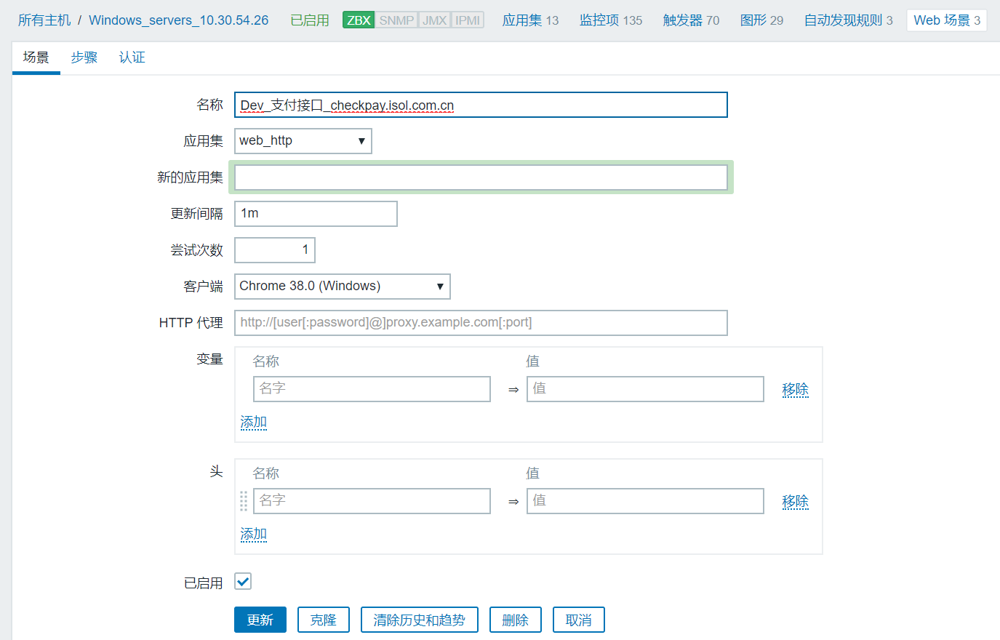 所有主机 / Windows_servers_10.30.54.26 已启用 ZBX SNMP JMX IPMI 应用集 13 监控项 135 触发器 70 图形 29 自动发现规则 3 Web 场景 3
场景 步骤 认证
名称 Dev_支付接口_checkpay.isol.com.cn
应用集 web_http
新的应用集
更新间隔 1m
尝试次数 1
客户端 Chrome 38.0 (Windows)
HTTP 代理 http://[user[:password]@]proxy.example.com[:port]
变量 名称 值
名字 ⇒ 值 移除
添加
头 名称 值
名字 ⇒ 值 移除
添加
已启用
更新 克隆 清除历史和趋势 删除 取消